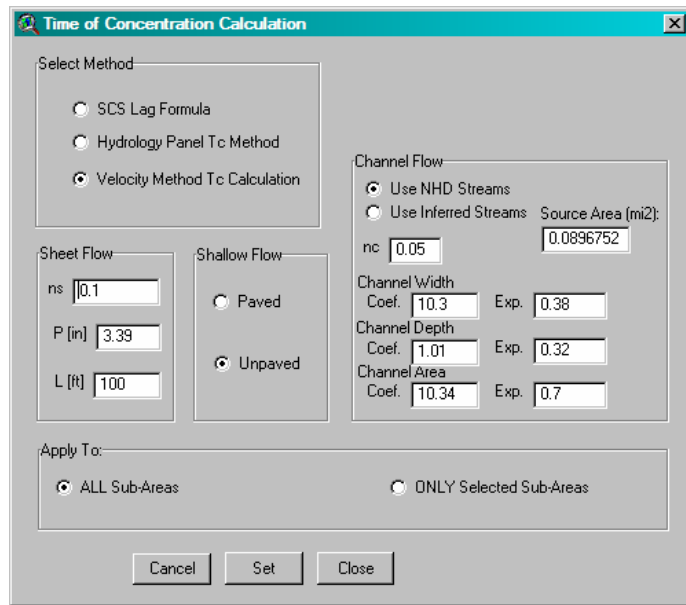 Time of Concentration Calculation
Select Method
SCS Lag Formula
Hydrology Panel Tc Method
Velocity Method Tc Calculation
Sheet Flow
ns 0.1
P [in] 3.39
L [ft] 100
Shallow Flow
Paved
Unpaved
Channel Flow
Use NHD Streams
Use Inferred Streams Source Area (mi2):
nc 0.05 0.0896752
Channel Width
Coef. 10.3 Exp. 0.38
Channel Depth
Coef. 1.01 Exp. 0.32
Channel Area
Coef. 10.34 Exp. 0.7
Apply To:
ALL Sub-Areas ONLY Selected Sub-Areas
Cancel Set Close